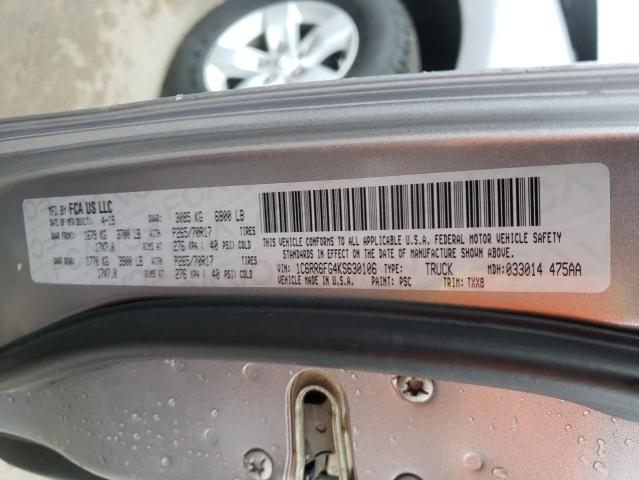 MFD BY FCA US LLC
DATE OF MFR/BUILT: 4-19 GVWR: 3085 KG 6800 LB
GAWR FRONT: 1679 KG 3700 LB WITH P265/70R17 TIRES
17X7.0 RIMS AT 276 KPA( 40 PSI) COLD
GAWR REAR: 1770 KG 3900 LB WITH P265/70R17 TIRES
17X7.0 RIMS AT 276 KPA( 40 PSI) COLD
THIS VEHICLE CONFORMS TO ALL APPLICABLE U.S.A. FEDERAL MOTOR VEHICLE SAFETY
STANDARDS IN EFFECT ON THE DATE OF MANUFACTURE SHOWN ABOVE.
VIN: 1C6RR6FG4KS630106 TYPE: TRUCK MDH:033014 475AA
VEHICLE MADE IN U.S.A. PAINT: PSC TRIM: TXX8